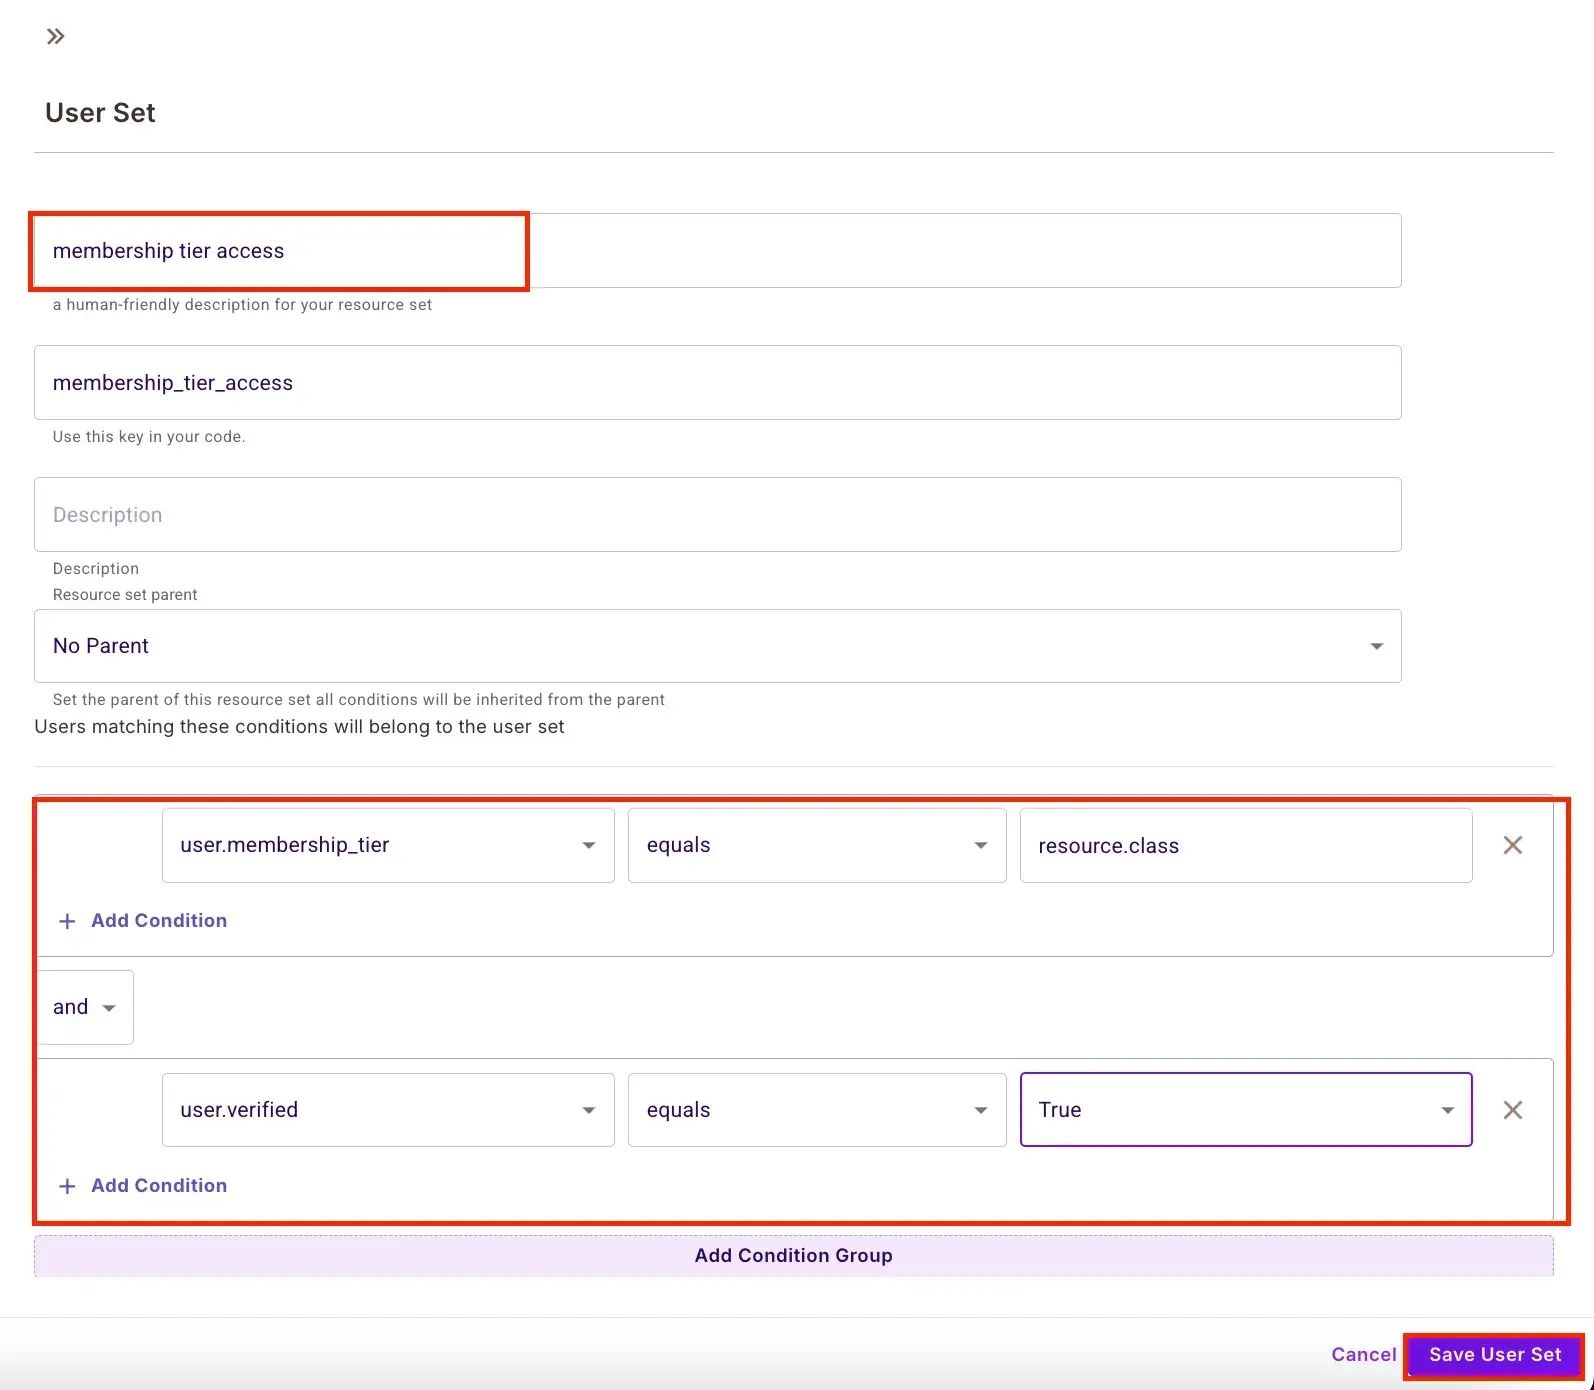 User Set
membership tier access
a human-friendly description for your resource set
membership_tier_access
Use this key in your code.
Description
Description
Resource set parent
No Parent
Set the parent of this resource set all conditions will be inherited from the parent
Users matching these conditions will belong to the user set
user.membership_tier equals resource.class
+ Add Condition
and
user.verified equals True
+ Add Condition
Add Condition Group
Cancel Save User Set